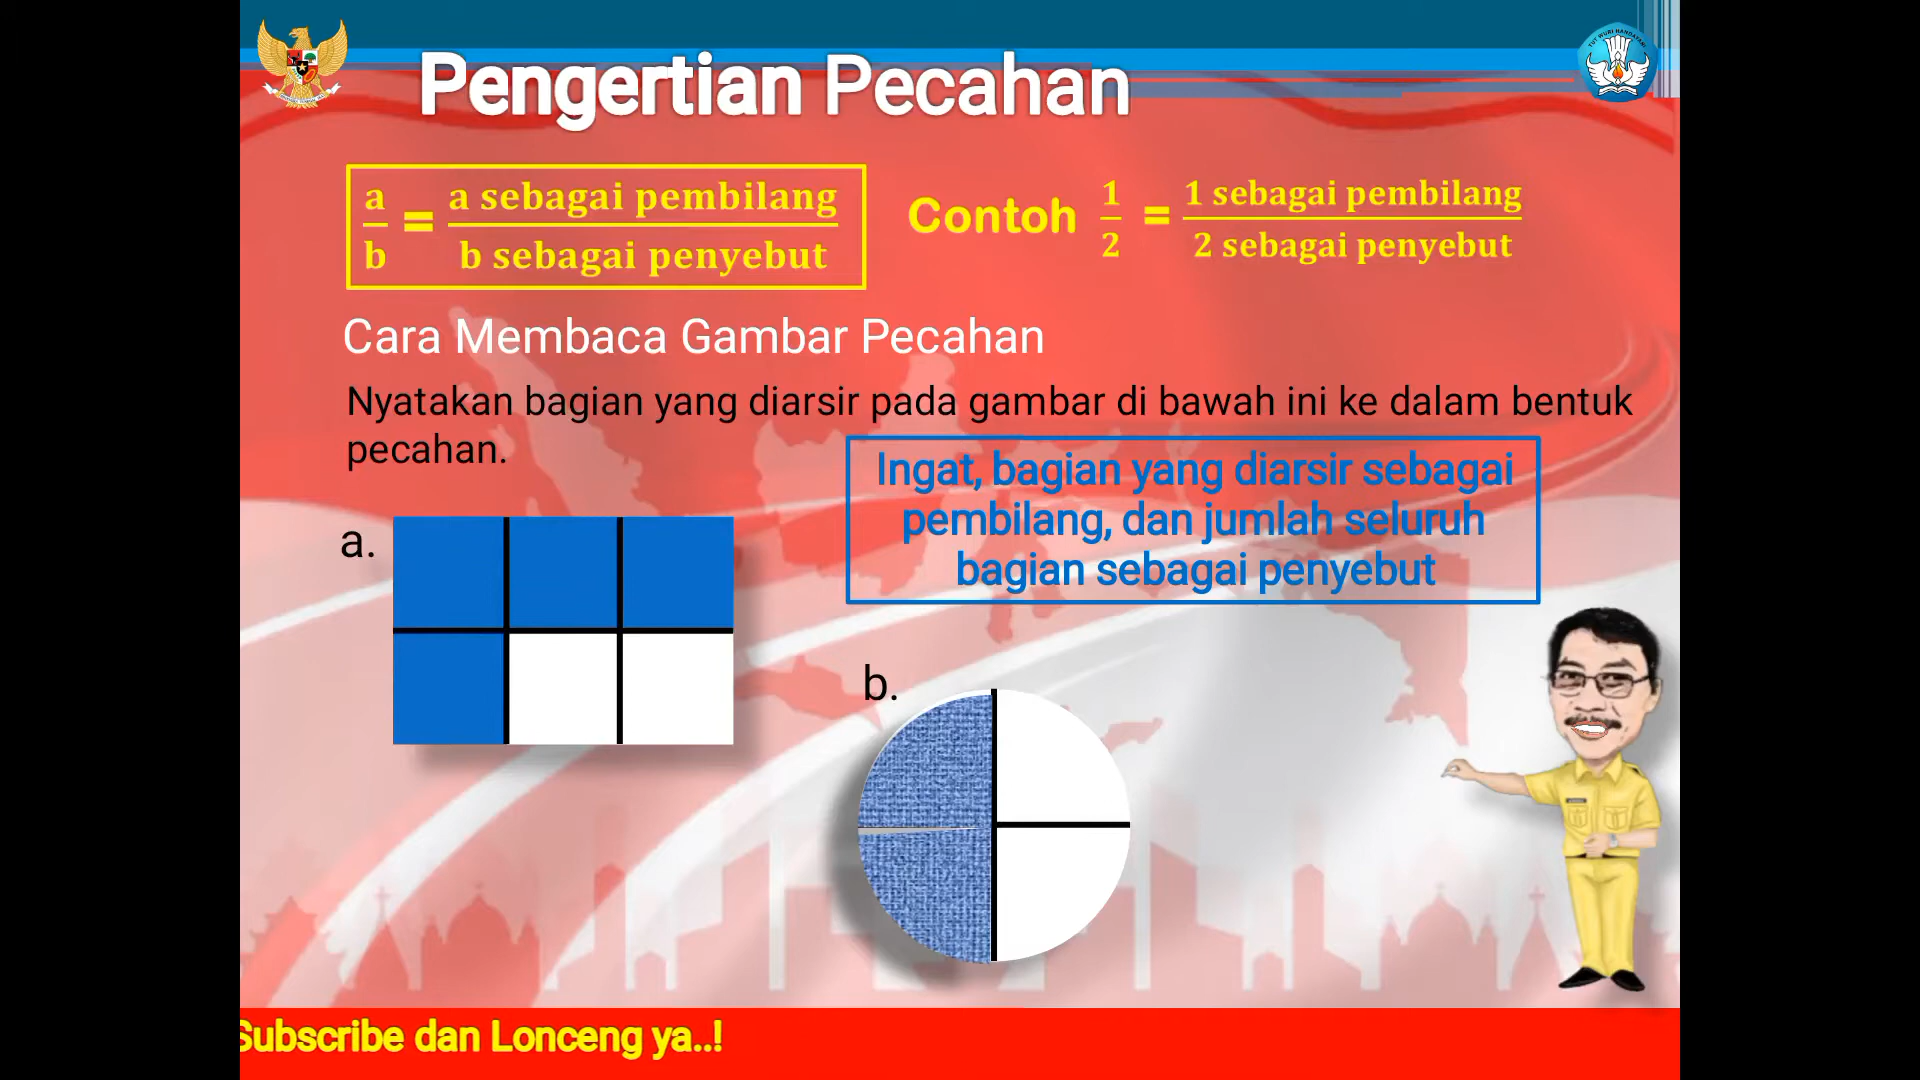 Pengertian Pecahan
a/b = a sebagai pembilang / b sebagai penyebut
Contoh 1/2 = 1 sebagai pembilang / 2 sebagai penyebut
Cara Membaca Gambar Pecahan
Nyatakan bagian yang diarsir pada gambar di bawah ini ke dalam bentuk
pecahan.
Ingat, bagian yang diarsir sebagai
pembilang, dan jumlah seluruh
bagian sebagai penyebut
a.
b.
Subscribe dan Lonceng ya..!